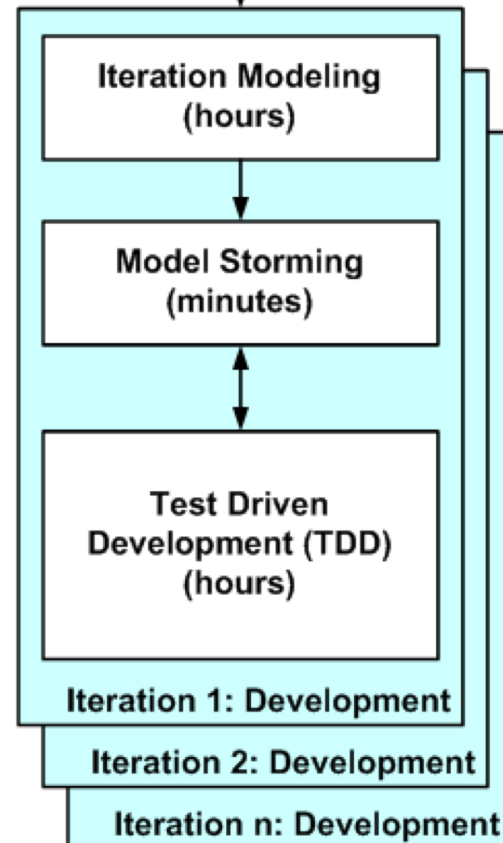 Iteration Modeling
(hours)
Model Storming
(minutes)
Test Driven
Development (TDD)
(hours)
Iteration 1: Development
Iteration 2: Development
Iteration n: Development